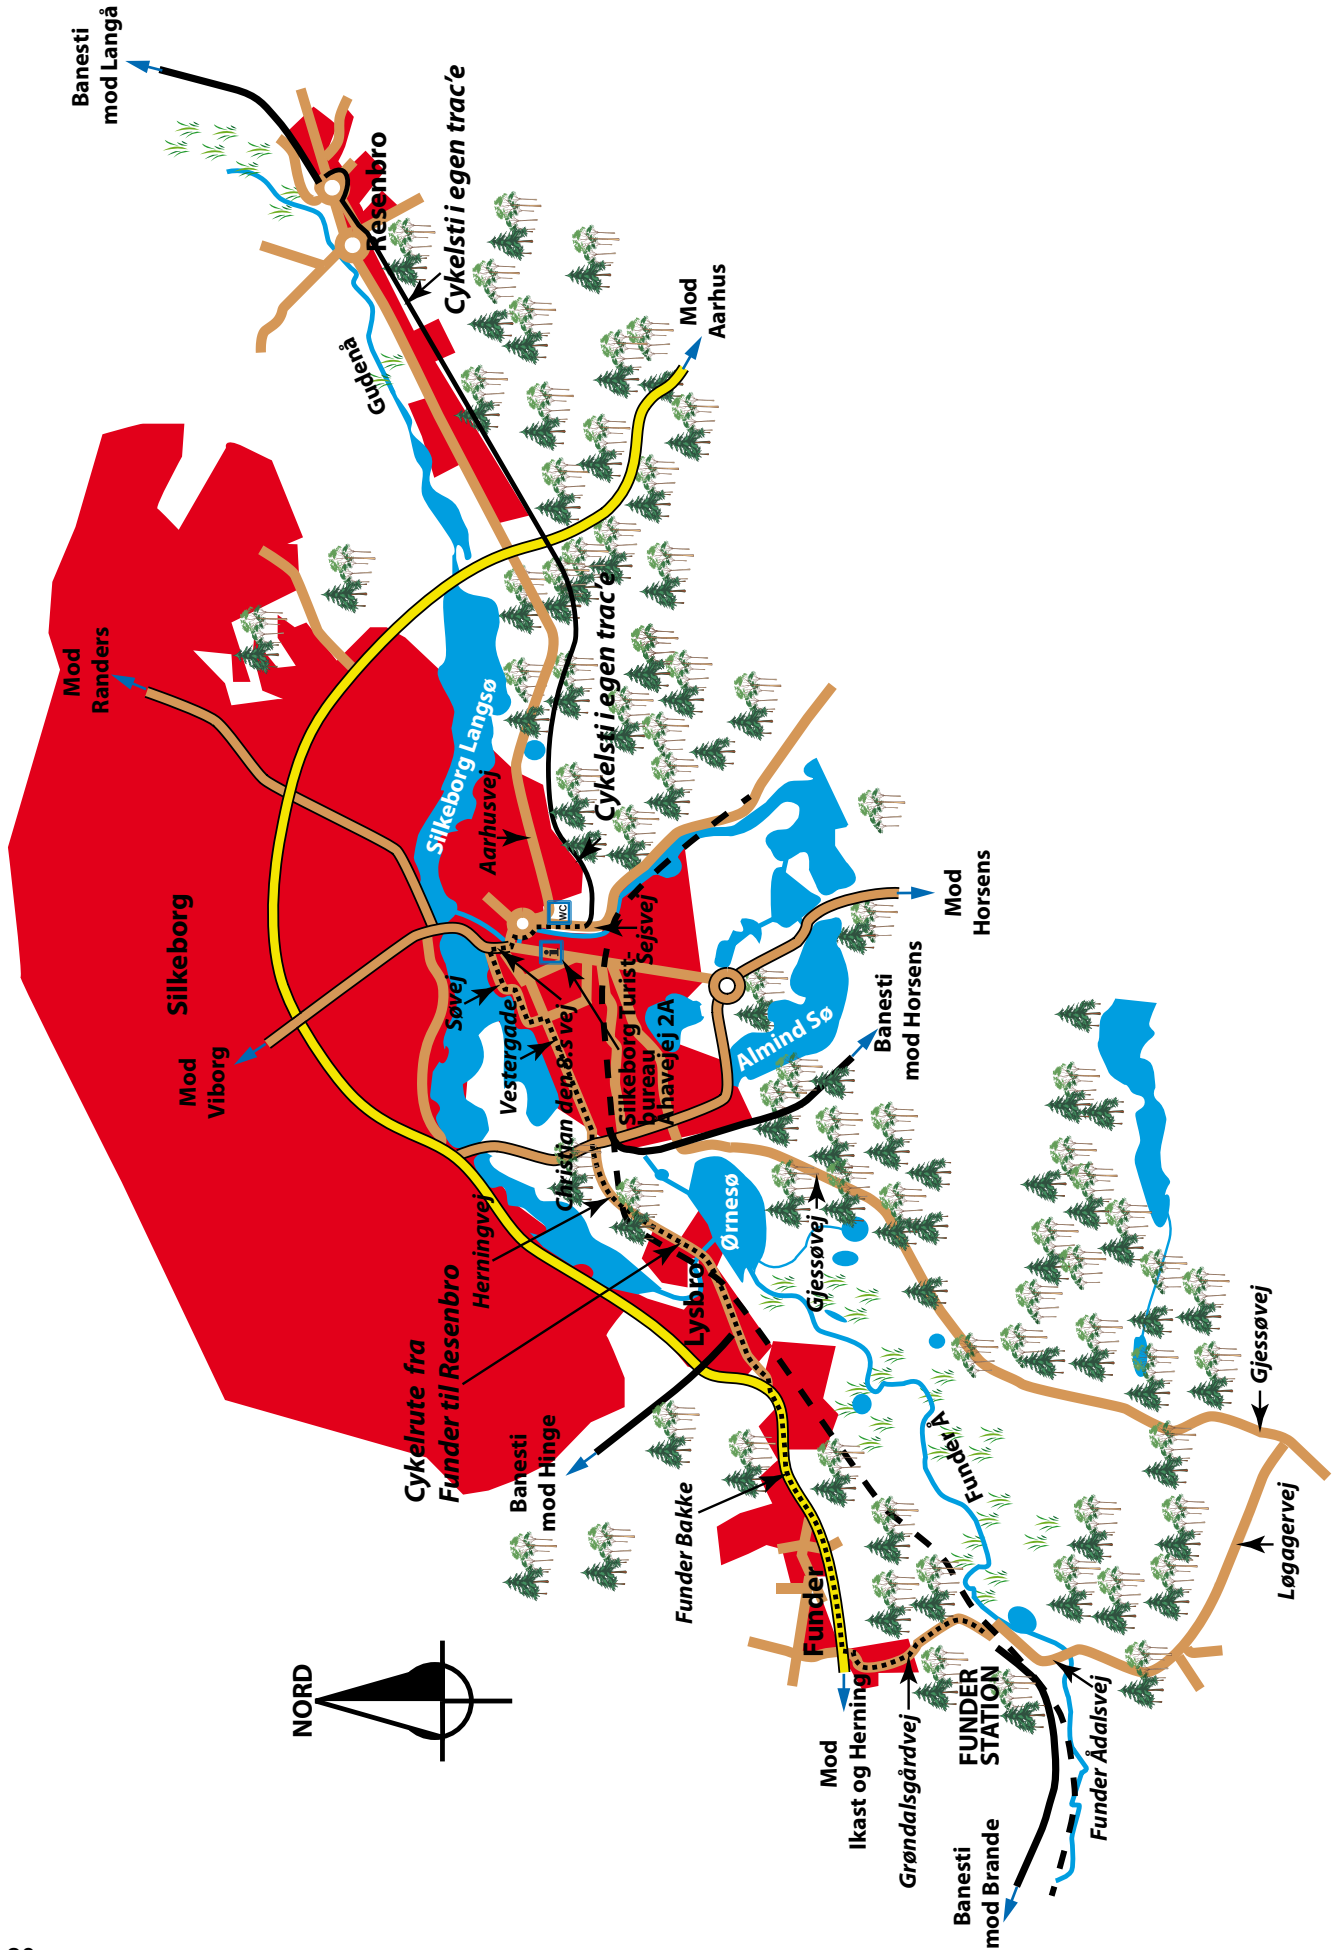 Banesti
mod Langå
Resenbro
Cykelsti i egen trac'e
Mod
Aarhus
Gudenå
Mod
Randers
Silkeborg Langsø
Cykelsti i egen trac'e
Aarhusvej
Silkeborg
WC
i
Sejsvej
Mod
Horsens
Søvej
Mod
Viborg
Vestergade
Christian den 8.s vej
Silkeborg Turist-
bureau
Åhavejej 2A
Almind Sø
Banesti
mod Horsens
Herningvej
Ørnesø
Gjessøvej
Cykelrute fra
Funder til Resenbro
Lysbro
Banesti
mod Hinge
Funder Å
Gjessøvej
Funder Bakke
Funder
Løgagervej
NORD
Mod
Ikast og Herning
Grøndalsgårdvej
FUNDER
STATION
Funder Ådalsvej
Banesti
mod Brande